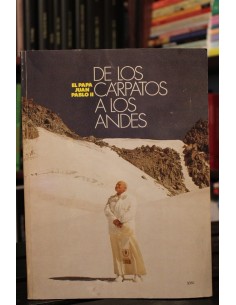 EL PAPA
JUAN
PABLO II
DE LOS
CÁRPATOS
A LOS
ANDES